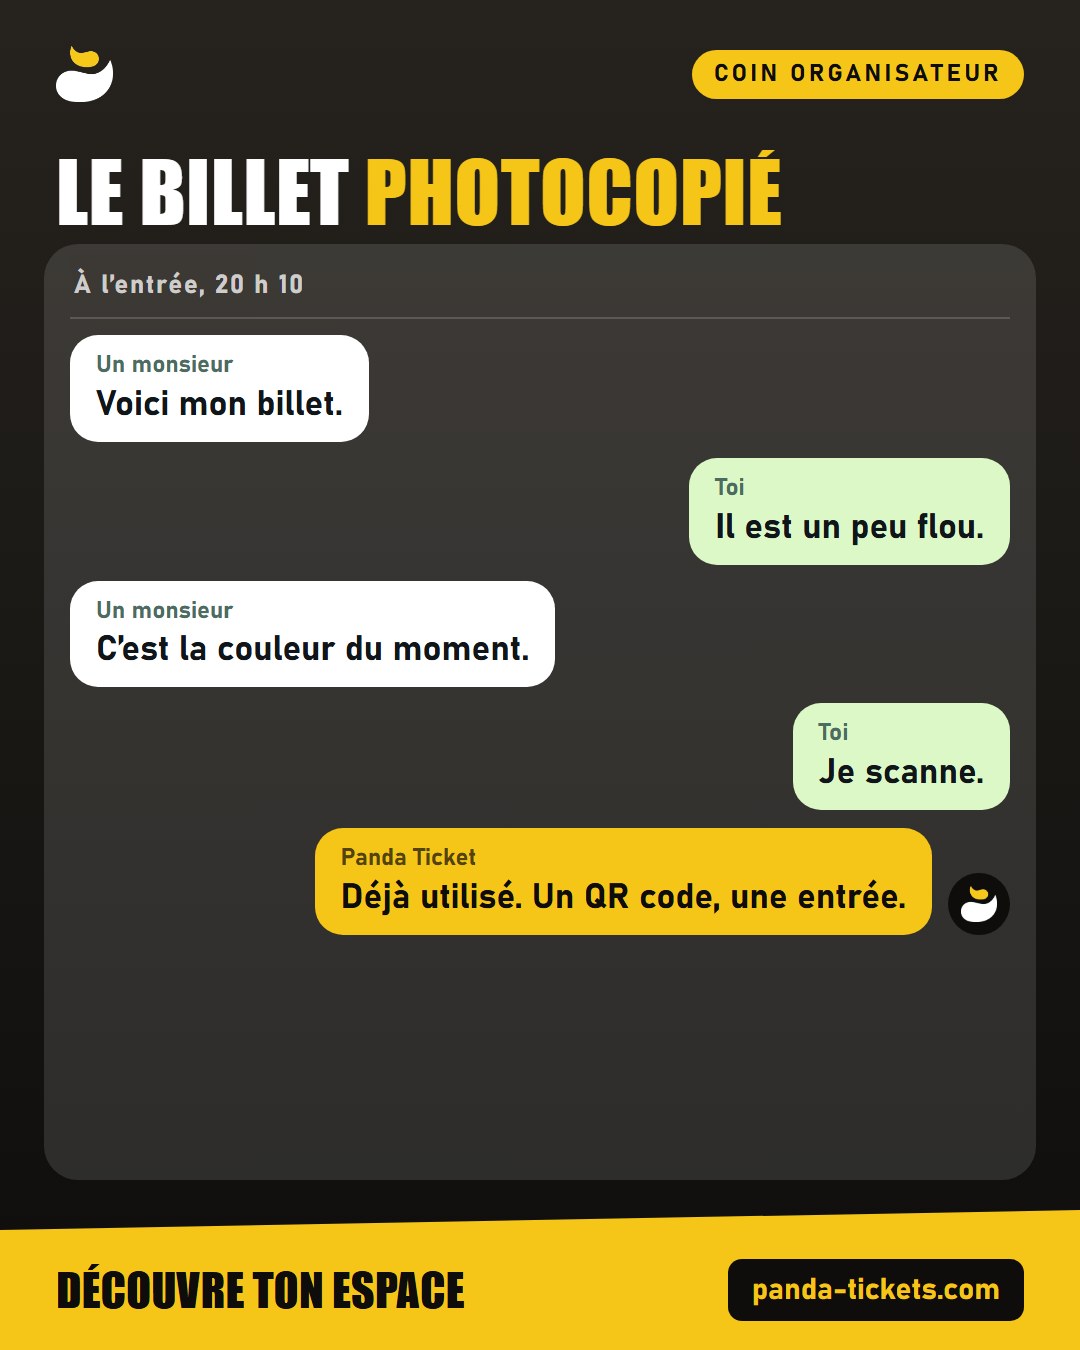 COIN ORGANISATEUR
LE BILLET PHOTOCOPIÉ
À l’entrée, 20 h 10
Un monsieur
Voici mon billet.
Toi
Il est un peu flou.
Un monsieur
C’est la couleur du moment.
Toi
Je scanne.
Panda Ticket
Déjà utilisé. Un QR code, une entrée.
DÉCOUVRE TON ESPACE
panda-tickets.com